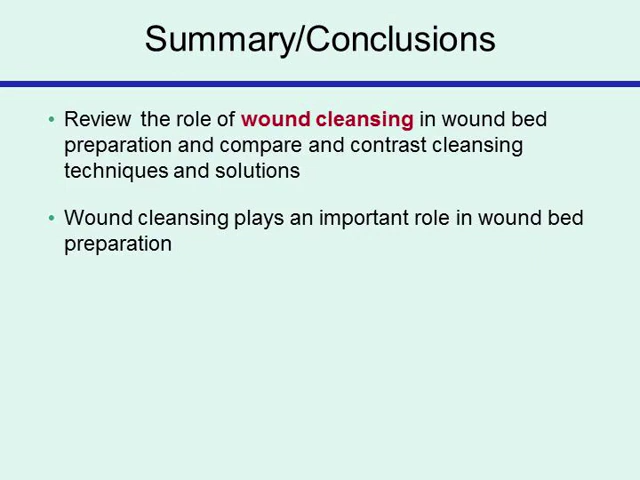 Summary/Conclusions
• Review the role of wound cleansing in wound bed
preparation and compare and contrast cleansing
techniques and solutions
• Wound cleansing plays an important role in wound bed
preparation